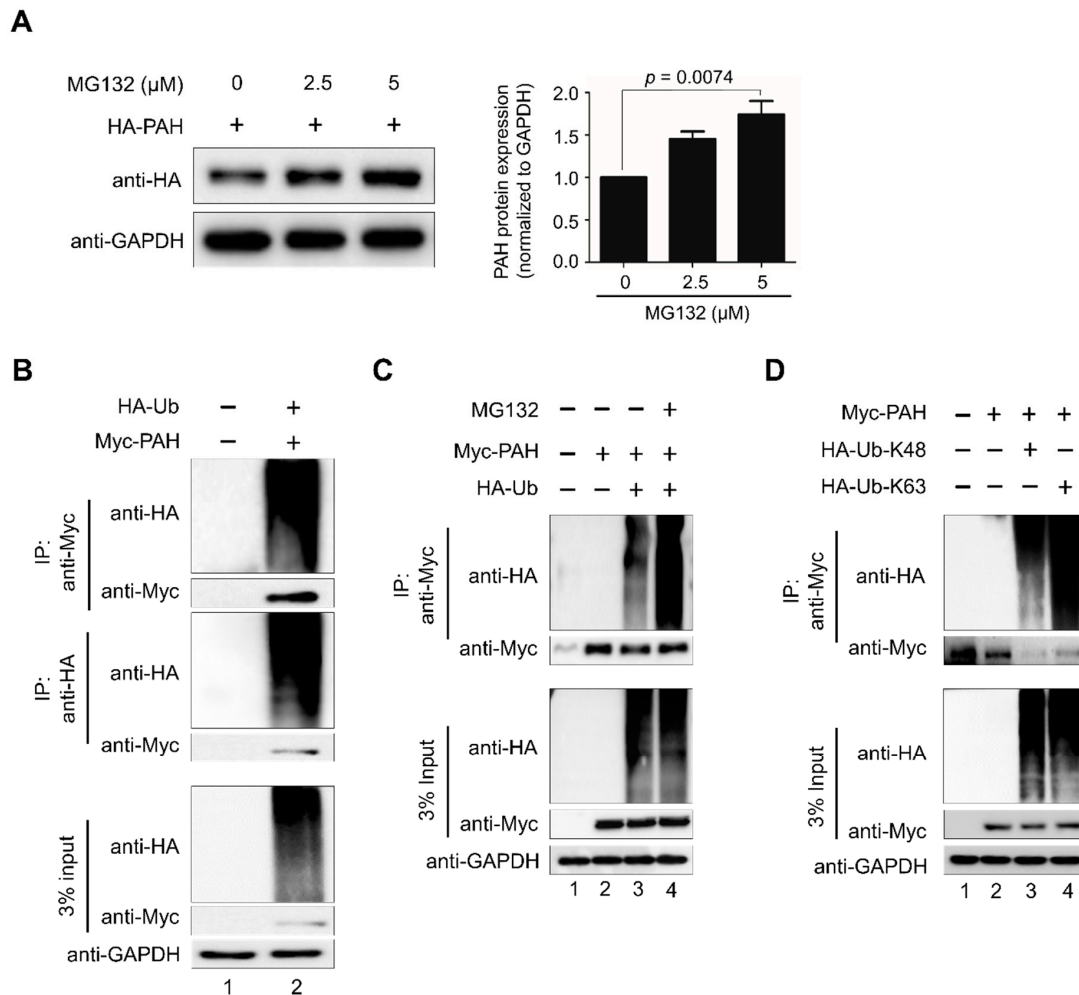 A
MG132 (µM) 0 2.5 5
HA-PAH + + +
anti-HA
anti-GAPDH
p = 0.0074
PAH protein expression
(normalized to GAPDH)
2.0
1.5
1.0
0.5
0.0
0 2.5 5
MG132 (µM)
B
HA-Ub − +
Myc-PAH − +
IP:
anti-Myc
anti-HA
anti-Myc
IP:
anti-HA
anti-HA
anti-Myc
3% input
anti-HA
anti-Myc
anti-GAPDH
1 2
C
MG132 − − − +
Myc-PAH − + + +
HA-Ub − − + +
IP:
anti-Myc
anti-HA
anti-Myc
3% Input
anti-HA
anti-Myc
anti-GAPDH
1 2 3 4
D
Myc-PAH − + + +
HA-Ub-K48 − − + −
HA-Ub-K63 − − − +
IP:
anti-Myc
anti-HA
anti-Myc
3% Input
anti-HA
anti-Myc
anti-GAPDH
1 2 3 4